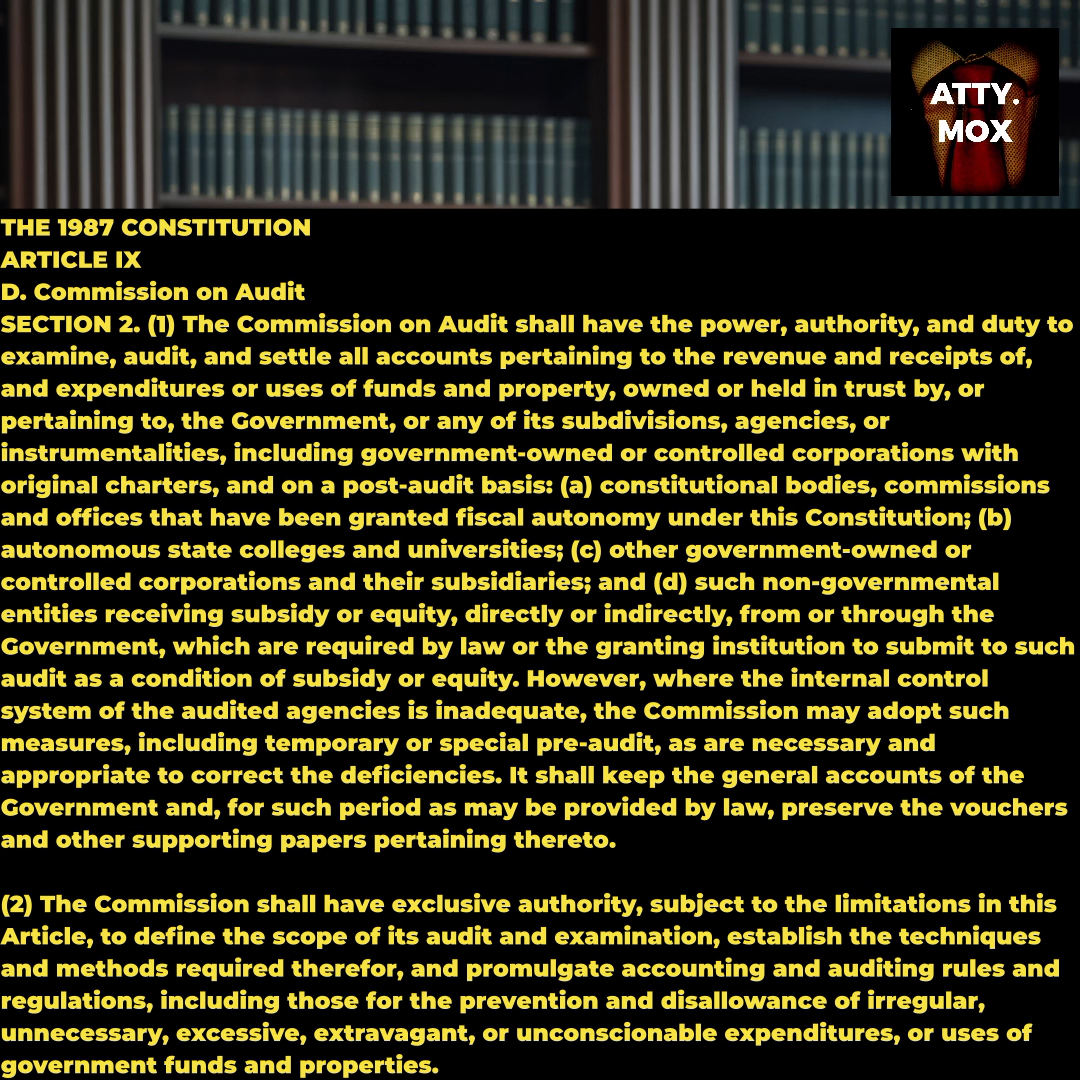 ATTY.
MOX
THE 1987 CONSTITUTION
ARTICLE IX
D. Commission on Audit
SECTION 2. (1) The Commission on Audit shall have the power, authority, and duty to
examine, audit, and settle all accounts pertaining to the revenue and receipts of,
and expenditures or uses of funds and property, owned or held in trust by, or
pertaining to, the Government, or any of its subdivisions, agencies, or
instrumentalities, including government-owned or controlled corporations with
original charters, and on a post-audit basis: (a) constitutional bodies, commissions
and offices that have been granted fiscal autonomy under this Constitution; (b)
autonomous state colleges and universities; (c) other government-owned or
controlled corporations and their subsidiaries; and (d) such non-governmental
entities receiving subsidy or equity, directly or indirectly, from or through the
Government, which are required by law or the granting institution to submit to such
audit as a condition of subsidy or equity. However, where the internal control
system of the audited agencies is inadequate, the Commission may adopt such
measures, including temporary or special pre-audit, as are necessary and
appropriate to correct the deficiencies. It shall keep the general accounts of the
Government and, for such period as may be provided by law, preserve the vouchers
and other supporting papers pertaining thereto.
(2) The Commission shall have exclusive authority, subject to the limitations in this
Article, to define the scope of its audit and examination, establish the techniques
and methods required therefor, and promulgate accounting and auditing rules and
regulations, including those for the prevention and disallowance of irregular,
unnecessary, excessive, extravagant, or unconscionable expenditures, or uses of
government funds and properties.